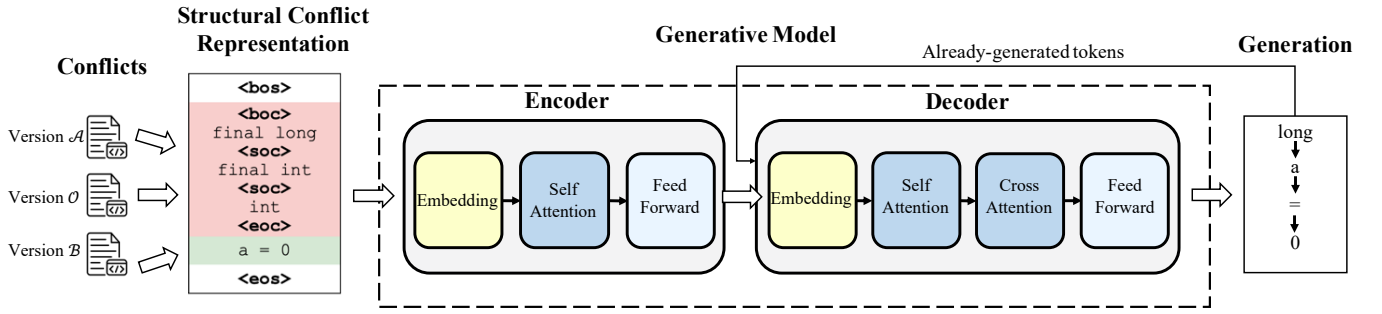 Conflicts
Version 𝒜
Version 𝒪
Version ℬ
</>
</>
</>
Structural Conflict
Representation
<bos>
<boc>
final long
<soc>
final int
<soc>
int
<eoc>
a = 0
<eos>
Generative Model
Already-generated tokens
Encoder
Embedding
Self
Attention
Feed
Forward
Decoder
Embedding
Self
Attention
Cross
Attention
Feed
Forward
Generation
long
a
=
0